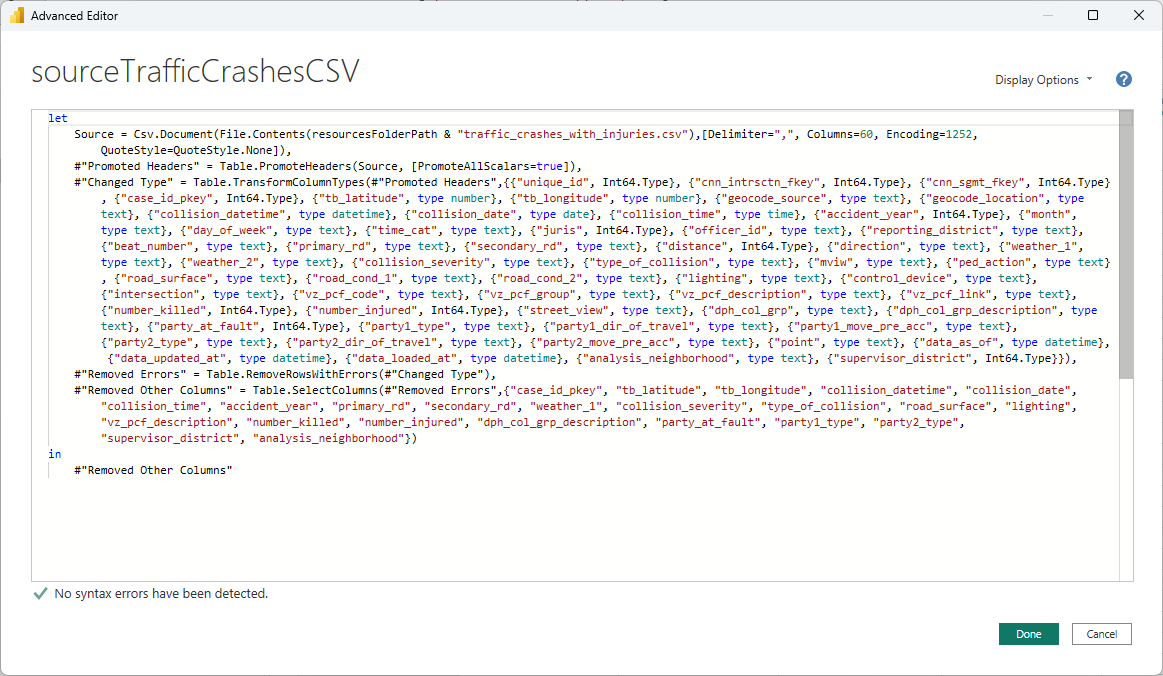 Advanced Editor
sourceTrafficCrashesCSV
Display Options
?
let
Source = Csv.Document(File.Contents(resourcesFolderPath & "traffic_crashes_with_injuries.csv"),[Delimiter=",", Columns=60, Encoding=1252,
QuoteStyle=QuoteStyle.None]),
#"Promoted Headers" = Table.PromoteHeaders(Source, [PromoteAllScalars=true]),
#"Changed Type" = Table.TransformColumnTypes(#"Promoted Headers",{{"unique_id", Int64.Type}, {"cnn_intrsctn_fkey", Int64.Type}, {"cnn_sgmt_fkey", Int64.Type}
, {"case_id_pkey", Int64.Type}, {"tb_latitude", type number}, {"tb_longitude", type number}, {"geocode_source", type text}, {"geocode_location", type
text}, {"collision_datetime", type datetime}, {"collision_date", type date}, {"collision_time", type time}, {"accident_year", Int64.Type}, {"month",
type text}, {"day_of_week", type text}, {"time_cat", type text}, {"juris", Int64.Type}, {"officer_id", type text}, {"reporting_district", type text},
{"beat_number", type text}, {"primary_rd", type text}, {"secondary_rd", type text}, {"distance", Int64.Type}, {"direction", type text}, {"weather_1",
type text}, {"weather_2", type text}, {"collision_severity", type text}, {"type_of_collision", type text}, {"mviw", type text}, {"ped_action", type text}
, {"road_surface", type text}, {"road_cond_1", type text}, {"road_cond_2", type text}, {"lighting", type text}, {"control_device", type text},
{"intersection", type text}, {"vz_pcf_code", type text}, {"vz_pcf_group", type text}, {"vz_pcf_description", type text}, {"vz_pcf_link", type text},
{"number_killed", Int64.Type}, {"number_injured", Int64.Type}, {"street_view", type text}, {"dph_col_grp", type text}, {"dph_col_grp_description", type
text}, {"party_at_fault", Int64.Type}, {"party1_type", type text}, {"party1_dir_of_travel", type text}, {"party1_move_pre_acc", type text},
{"party2_type", type text}, {"party2_dir_of_travel", type text}, {"party2_move_pre_acc", type text}, {"point", type text}, {"data_as_of", type datetime},
{"data_updated_at", type datetime}, {"data_loaded_at", type datetime}, {"analysis_neighborhood", type text}, {"supervisor_district", Int64.Type}}),
#"Removed Errors" = Table.RemoveRowsWithErrors(#"Changed Type"),
#"Removed Other Columns" = Table.SelectColumns(#"Removed Errors",{"case_id_pkey", "tb_latitude", "tb_longitude", "collision_datetime", "collision_date",
"collision_time", "accident_year", "primary_rd", "secondary_rd", "weather_1", "collision_severity", "type_of_collision", "road_surface", "lighting",
"vz_pcf_description", "number_killed", "number_injured", "dph_col_grp_description", "party_at_fault", "party1_type", "party2_type",
"supervisor_district", "analysis_neighborhood"})
in
#"Removed Other Columns"
No syntax errors have been detected.
Done
Cancel